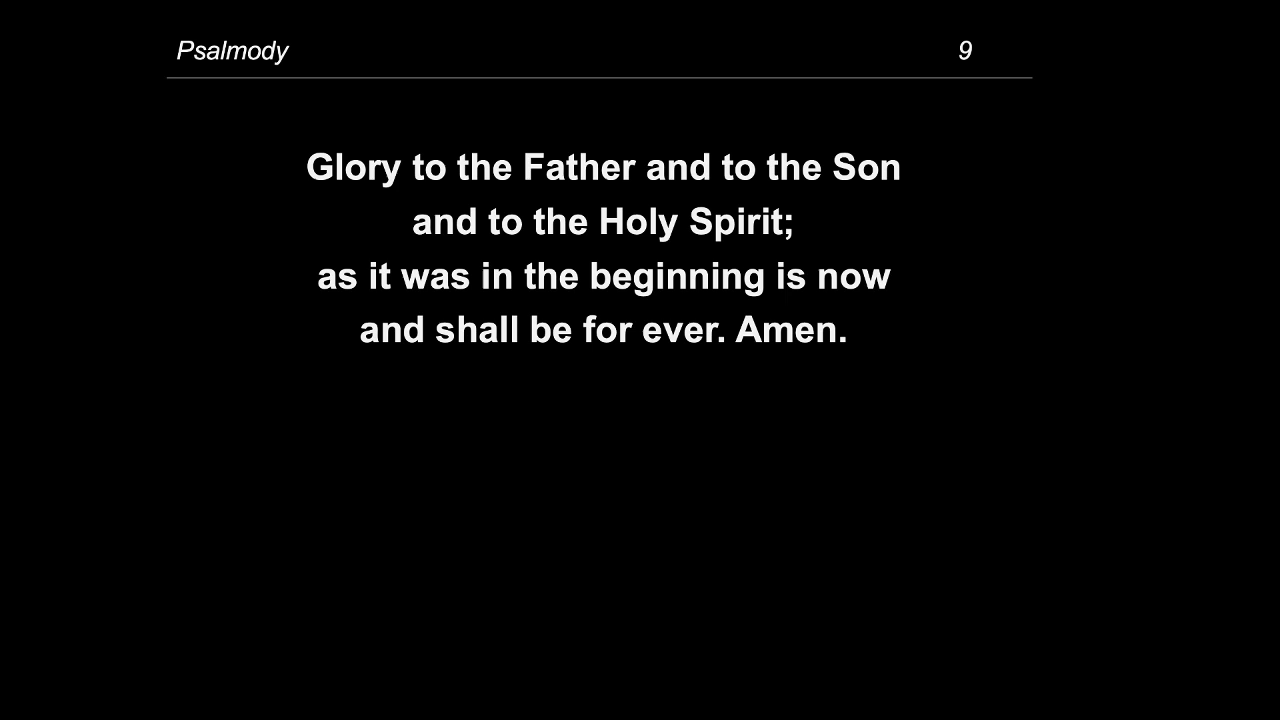 Psalmody 9
Glory to the Father and to the Son
and to the Holy Spirit;
as it was in the beginning is now
and shall be for ever. Amen.